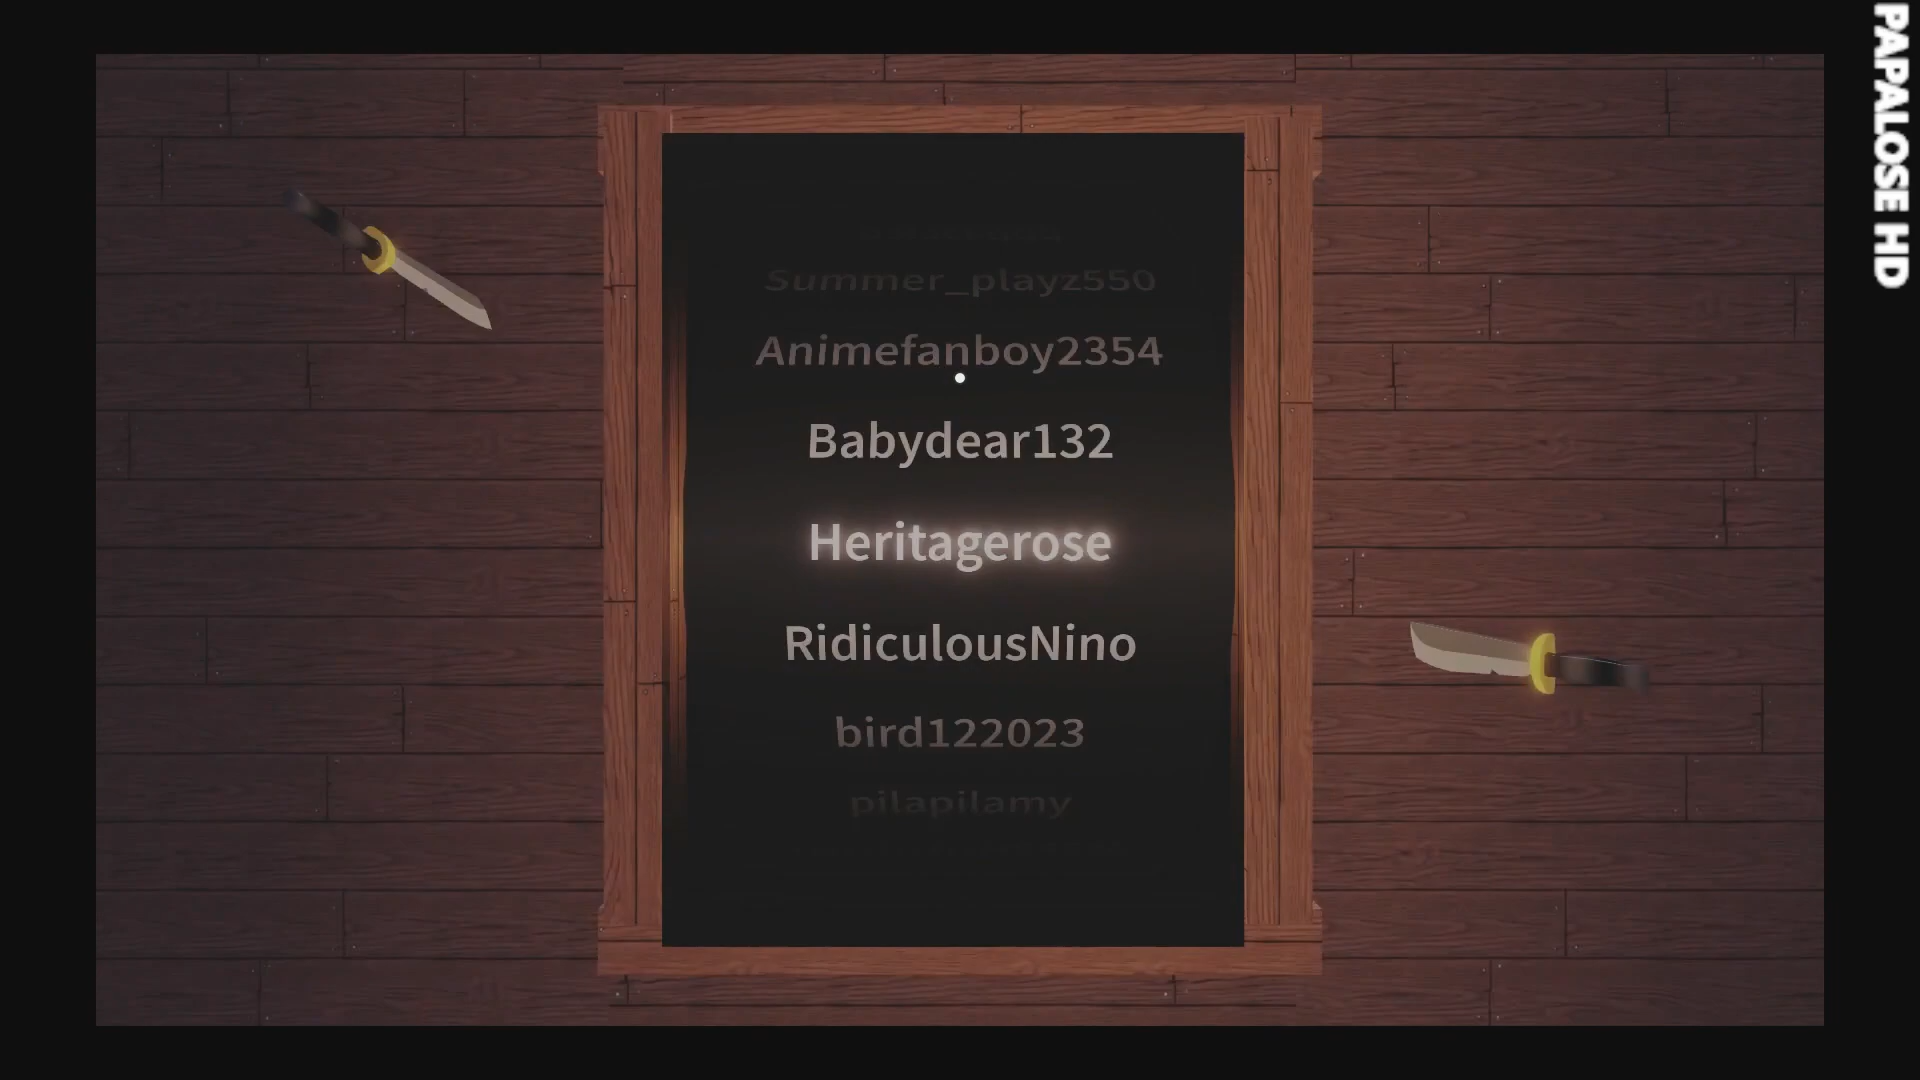 Summer_playz550
Animefanboy2354
Babydear132
Heritagerose
RidiculousNino
bird122023
pilapilamy
PAPALOSE HD